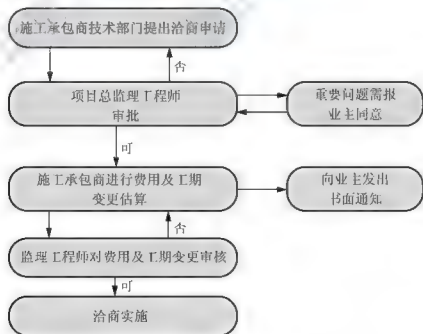 施工承包商技术部门提出洽商申请
否
项目总监理工程师
审批
重要问题需报
业主同意
可
施工承包商进行费用及工期
变更估算
向业主发出
书面通知
否
监理工程师对费用及工期变更审核
可
洽商实施